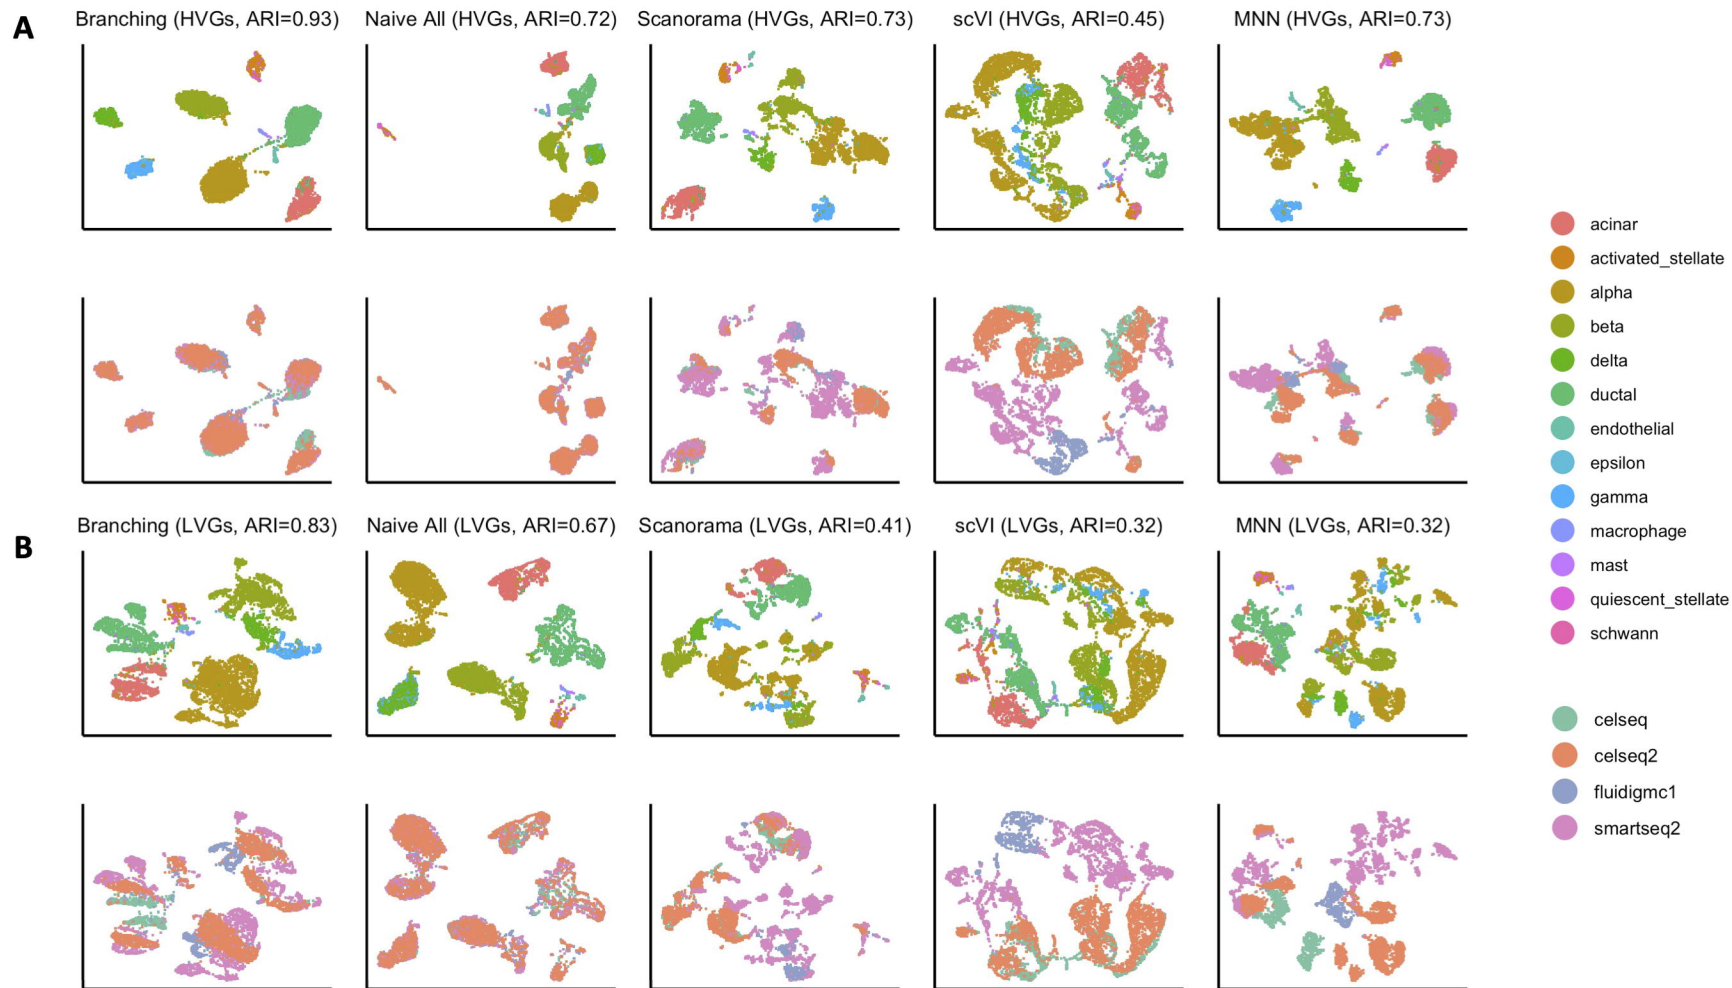 A
Branching (HVGs, ARI=0.93)
Naive All (HVGs, ARI=0.72)
Scanorama (HVGs, ARI=0.73)
scVI (HVGs, ARI=0.45)
MNN (HVGs, ARI=0.73)
B
Branching (LVGs, ARI=0.83)
Naive All (LVGs, ARI=0.67)
Scanorama (LVGs, ARI=0.41)
scVI (LVGs, ARI=0.32)
MNN (LVGs, ARI=0.32)
acinar
activated_stellate
alpha
beta
delta
ductal
endothelial
epsilon
gamma
macrophage
mast
quiescent_stellate
schwann
celseq
celseq2
fluidigmc1
smartseq2